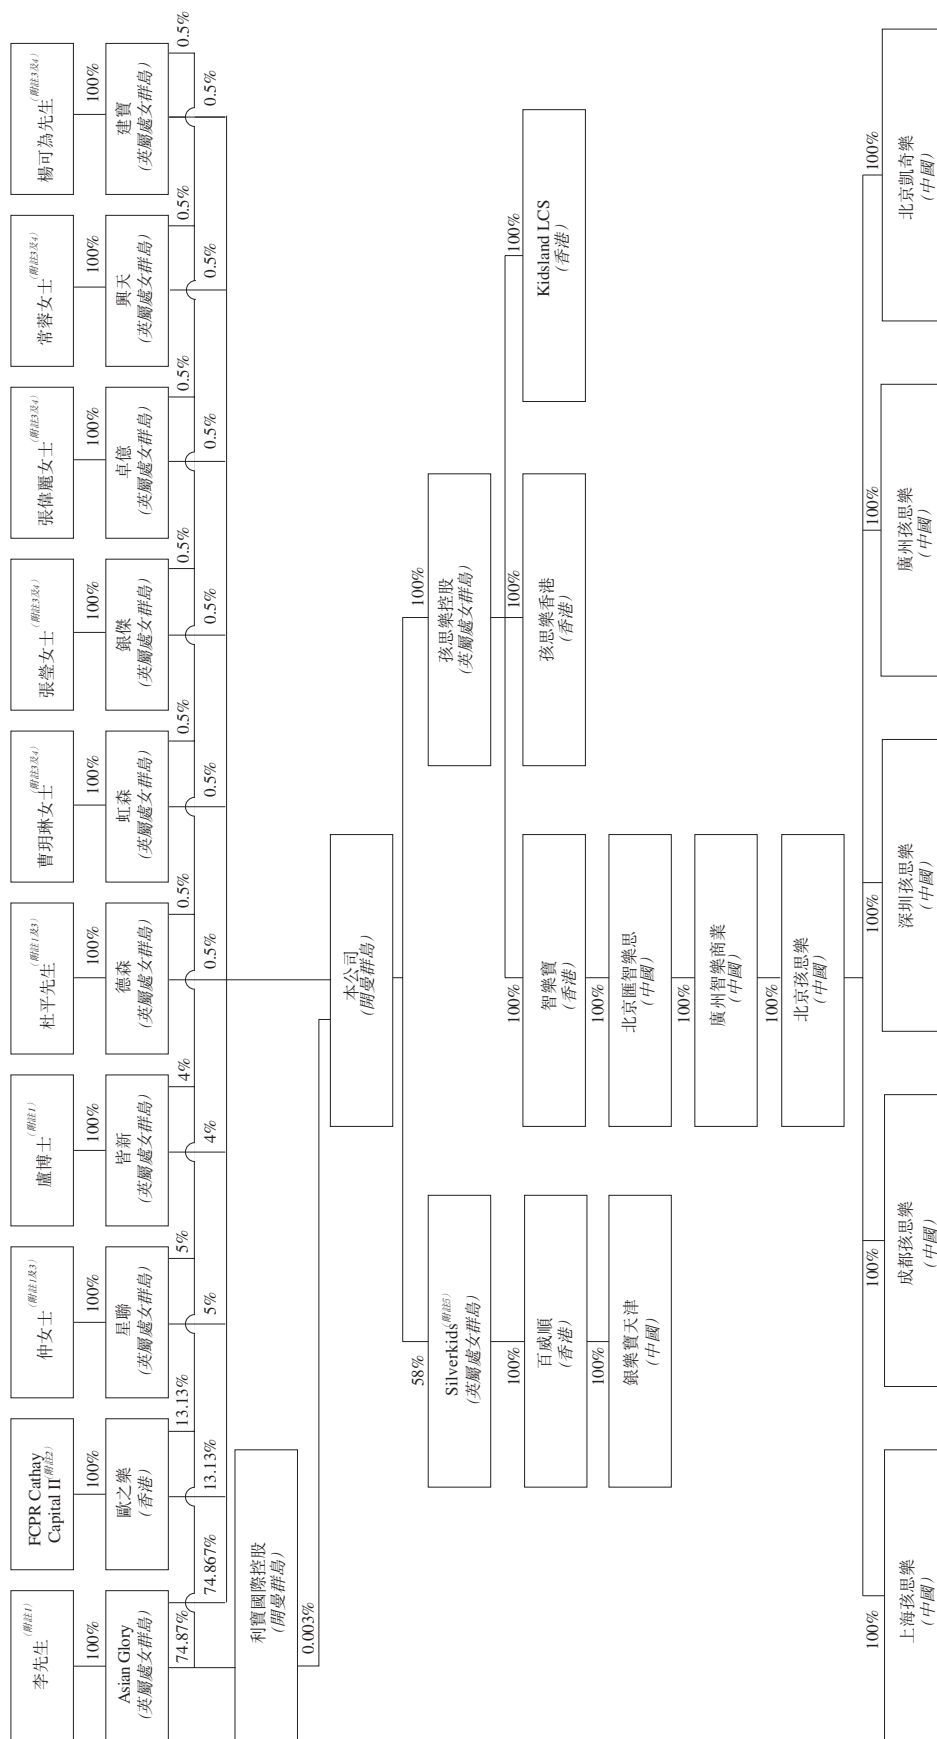 李先生(附註1)
FCPR Cathay
Capital II(附註2)
仲女士(附註1及3)
盧博士(附註1)
杜平先生(附註1及3)
曹玥琳女士(附註3及4)
張瑩女士(附註3及4)
張偉麗女士(附註3及4)
常蓉女士(附註3及4)
楊可為先生(附註3及4)
100%
100%
100%
100%
100%
100%
100%
100%
100%
100%
Asian Glory
(英屬處女群島)
歐之樂
(香港)
星聯
(英屬處女群島)
皆新
(英屬處女群島)
德森
(英屬處女群島)
虹森
(英屬處女群島)
銀傑
(英屬處女群島)
卓億
(英屬處女群島)
興天
(英屬處女群島)
建寶
(英屬處女群島)
74.87%
13.13%
5%
4%
0.5%
0.5%
0.5%
0.5%
0.5%
0.5%
74.867%
13.13%
5%
4%
0.5%
0.5%
0.5%
0.5%
0.5%
0.5%
利寶國際控股
(開曼群島)
0.003%
本公司
(開曼群島)
58%
100%
Silverkids(附註5)
(英屬處女群島)
孩思樂控股
(英屬處女群島)
100%
100%
100%
100%
百威順
(香港)
智樂寶
(香港)
孩思樂香港
(香港)
Kidsland LCS
(香港)
100%
100%
銀樂寶天津
(中國)
北京匯智樂思
(中國)
100%
廣州智樂商業
(中國)
100%
北京孩思樂
(中國)
100%
100%
100%
100%
100%
上海孩思樂
(中國)
成都孩思樂
(中國)
深圳孩思樂
(中國)
廣州孩思樂
(中國)
北京凱奇樂
(中國)